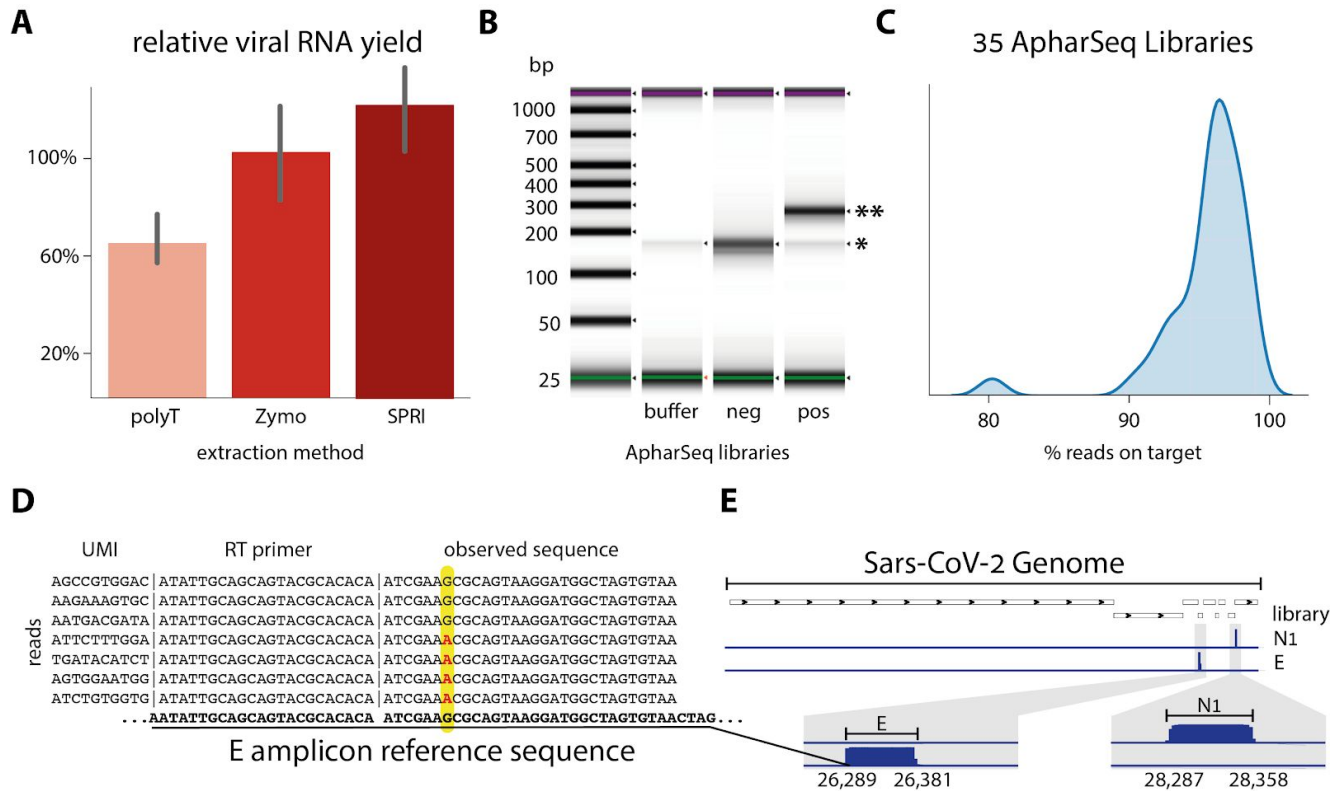 A
relative viral RNA yield
100%
60%
20%
polyT Zymo SPRI
extraction method
B
bp
1000
700
500
400
300
200
100
50
25
**
*
buffer neg pos
ApharSeq libraries
C
35 ApharSeq Libraries
80 90 100
% reads on target
D
UMI RT primer observed sequence
reads
AGCCGTGGAC|ATATTGCAGCAGTACGCACACA|ATCGAAGCGCAGTAAGGATGGCTAGTGTAA
AAGAAAGTGC|ATATTGCAGCAGTACGCACACA|ATCGAAGCGCAGTAAGGATGGCTAGTGTAA
AATGACGATA|ATATTGCAGCAGTACGCACACA|ATCGAAGCGCAGTAAGGATGGCTAGTGTAA
ATTCTTTGGA|ATATTGCAGCAGTACGCACACA|ATCGAAACGCAGTAAGGATGGCTAGTGTAA
TGATACATCT|ATATTGCAGCAGTACGCACACA|ATCGAAACGCAGTAAGGATGGCTAGTGTAA
AGTGGAATGG|ATATTGCAGCAGTACGCACACA|ATCGAAACGCAGTAAGGATGGCTAGTGTAA
ATCTGTGGTG|ATATTGCAGCAGTACGCACACA|ATCGAAACGCAGTAAGGATGGCTAGTGTAA
...AATATTGCAGCAGTACGCACACA ATCGAAGCGCAGTAAGGATGGCTAGTGTAACTAG...
E amplicon reference sequence
E
Sars-CoV-2 Genome
library
N1
E
E
26,289 26,381
N1
28,287 28,358